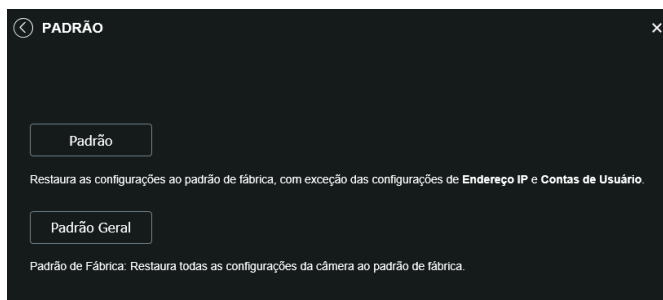 PADRÃO
Padrão
Restaura as configurações ao padrão de fábrica, com exceção das configurações de Endereço IP e Contas de Usuário.
Padrão Geral
Padrão de Fábrica: Restaura todas as configurações da câmera ao padrão de fábrica.